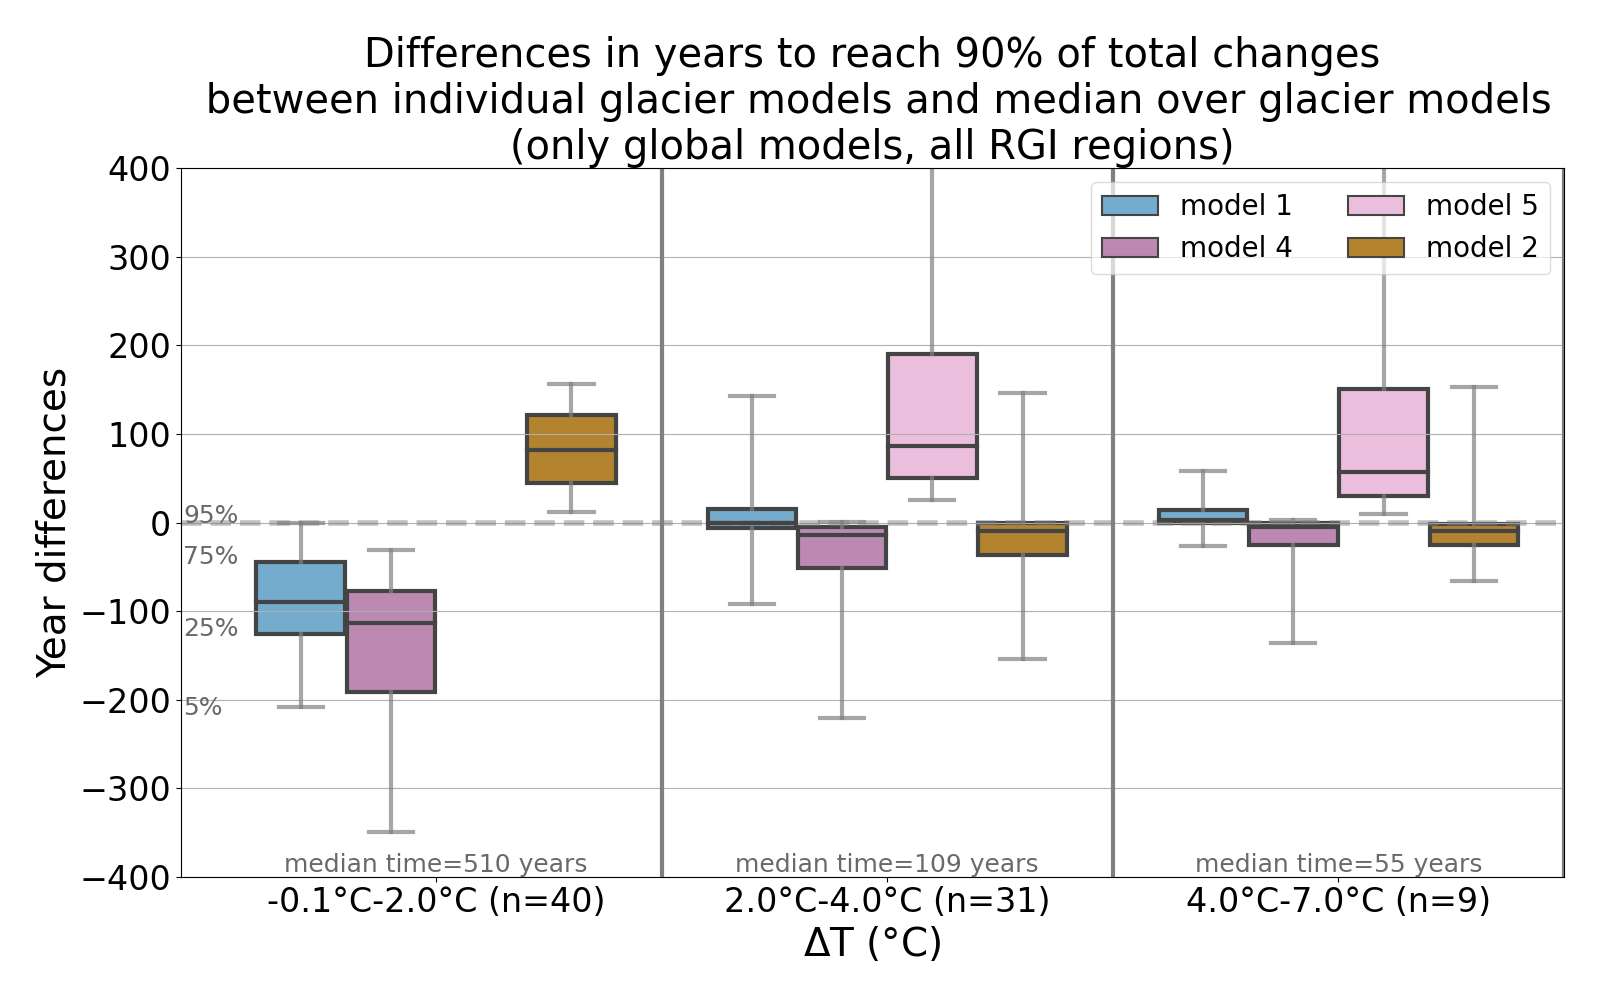 Differences in years to reach 90% of total changes
between individual glacier models and median over glacier models
(only global models, all RGI regions)
model 1
model 5
model 4
model 2
Year differences
400
300
200
100
0
−100
−200
−300
−400
95%
75%
25%
5%
median time=510 years
median time=109 years
median time=55 years
-0.1°C-2.0°C (n=40)
2.0°C-4.0°C (n=31)
4.0°C-7.0°C (n=9)
ΔT (°C)